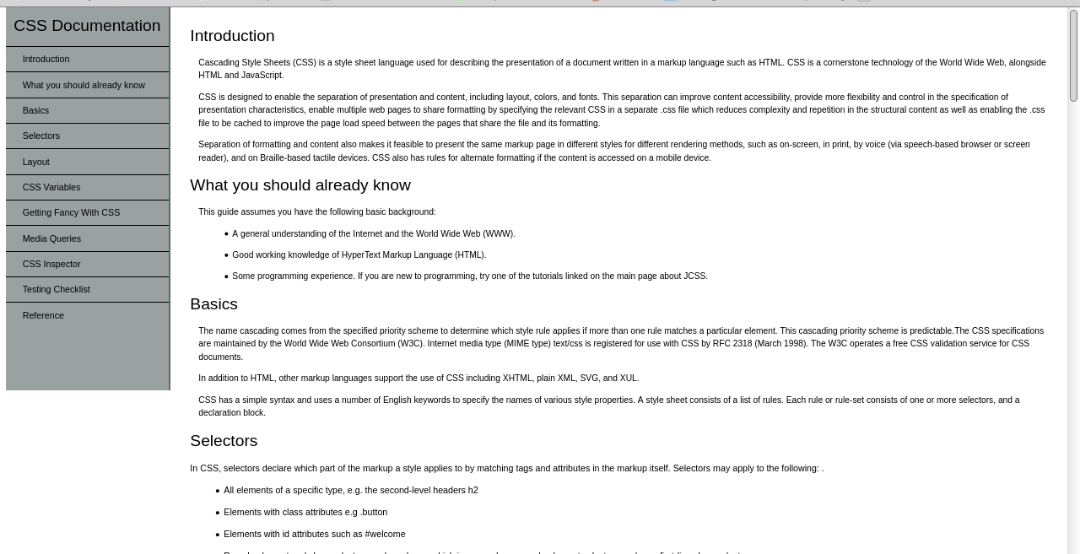 CSS Documentation
Introduction
What you should already know
Basics
Selectors
Layout
CSS Variables
Getting Fancy With CSS
Media Queries
CSS Inspector
Testing Checklist
Reference
Introduction
Cascading Style Sheets (CSS) is a style sheet language used for describing the presentation of a document written in a markup language such as HTML. CSS is a cornerstone technology of the World Wide Web, alongside
HTML and JavaScript.
CSS is designed to enable the separation of presentation and content, including layout, colors, and fonts. This separation can improve content accessibility, provide more flexibility and control in the specification of
presentation characteristics, enable multiple web pages to share formatting by specifying the relevant CSS in a separate .css file which reduces complexity and repetition in the structural content as well as enabling the .css
file to be cached to improve the page load speed between the pages that share the file and its formatting.
Separation of formatting and content also makes it feasible to present the same markup page in different styles for different rendering methods, such as on-screen, in print, by voice (via speech-based browser or screen
reader), and on Braille-based tactile devices. CSS also has rules for alternate formatting if the content is accessed on a mobile device.
What you should already know
This guide assumes you have the following basic background:
• A general understanding of the Internet and the World Wide Web (WWW).
• Good working knowledge of HyperText Markup Language (HTML).
• Some programming experience. If you are new to programming, try one of the tutorials linked on the main page about JCSS.
Basics
The name cascading comes from the specified priority scheme to determine which style rule applies if more than one rule matches a particular element. This cascading priority scheme is predictable.The CSS specifications
are maintained by the World Wide Web Consortium (W3C). Internet media type (MIME type) text/css is registered for use with CSS by RFC 2318 (March 1998). The W3C operates a free CSS validation service for CSS
documents.
In addition to HTML, other markup languages support the use of CSS including XHTML, plain XML, SVG, and XUL.
CSS has a simple syntax and uses a number of English keywords to specify the names of various style properties. A style sheet consists of a list of rules. Each rule or rule-set consists of one or more selectors, and a
declaration block.
Selectors
In CSS, selectors declare which part of the markup a style applies to by matching tags and attributes in the markup itself. Selectors may apply to the following: .
• All elements of a specific type, e.g. the second-level headers h2
• Elements with class attributes e.g .button
• Elements with id attributes such as #welcome